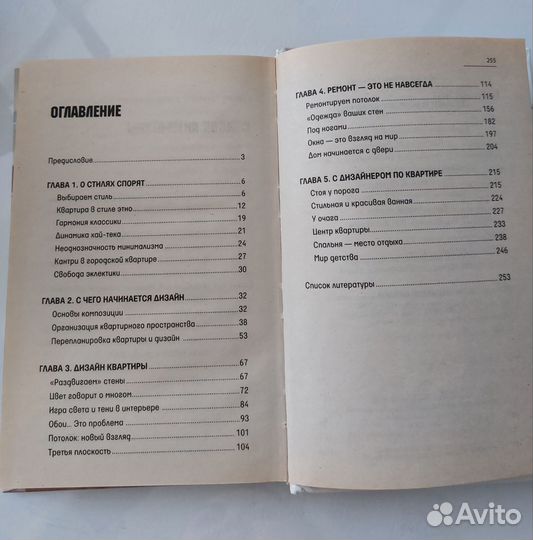 ОГЛАВЛЕНИЕ
Предисловие 3
ГЛАВА 1. О СТИЛЯХ СПОРЯТ 6
Выбираем стиль 6
Квартира в стиле этно 12
Гармония классики 19
Динамика хай-тека 21
Неоднозначность минимализма 24
Кантри в городской квартире 27
Свобода эклектики 30
ГЛАВА 2. С ЧЕГО НАЧИНАЕТСЯ ДИЗАЙН 32
Основы композиции 32
Организация квартирного пространства 38
Перепланировка квартиры и дизайн 53
ГЛАВА 3. ДИЗАЙН КВАРТИРЫ 67
«Раздвигаем» стены 67
Цвет говорит о многом 72
Игра света и тени в интерьере 84
Обои... Это проблема 93
Потолок: новый взгляд 101
Третья плоскость 104
255
ГЛАВА 4. РЕМОНТ — ЭТО НЕ НАВСЕГДА 114
Ремонтируем потолок 115
«Одежда» ваших стен 156
Под ногами 182
Окна — это взгляд на мир 197
Дом начинается с двери 204
ГЛАВА 5. С ДИЗАЙНЕРОМ ПО КВАРТИРЕ 215
Стоя у порога 215
Стильная и красивая ванная 224
У очага 227
Центр квартиры 233
Спальня — место отдыха 238
Мир детства 246
Список литературы 253
Avito